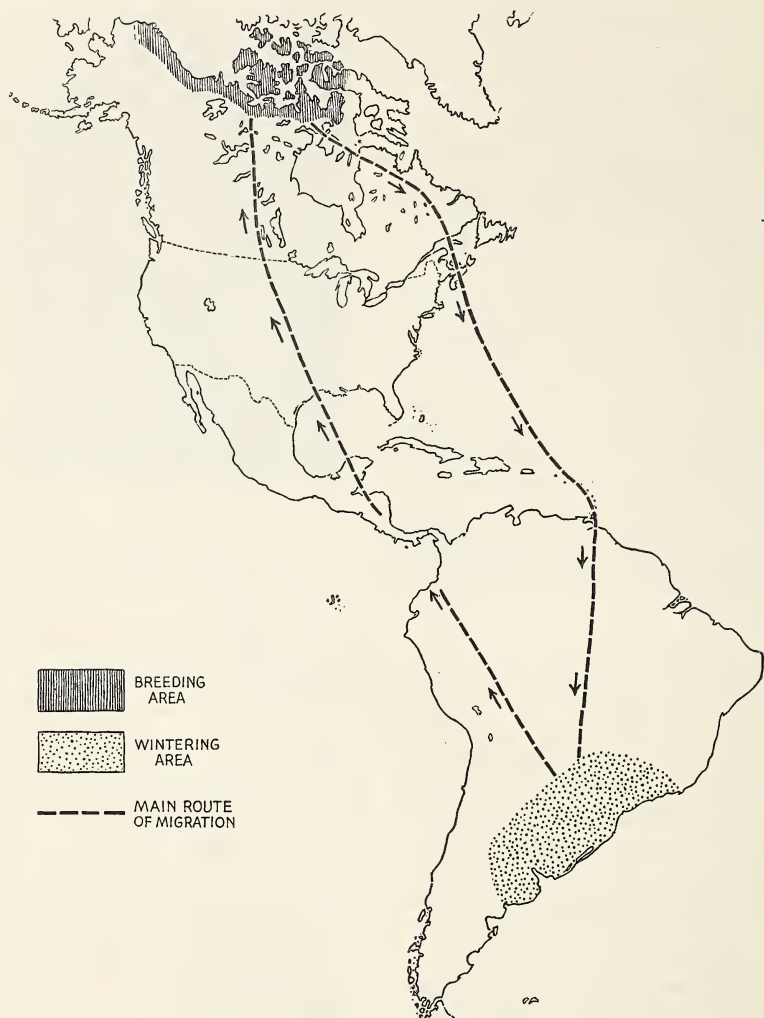 BREEDING
AREA
WINTERING
AREA
MAIN ROUTE
OF MIGRATION